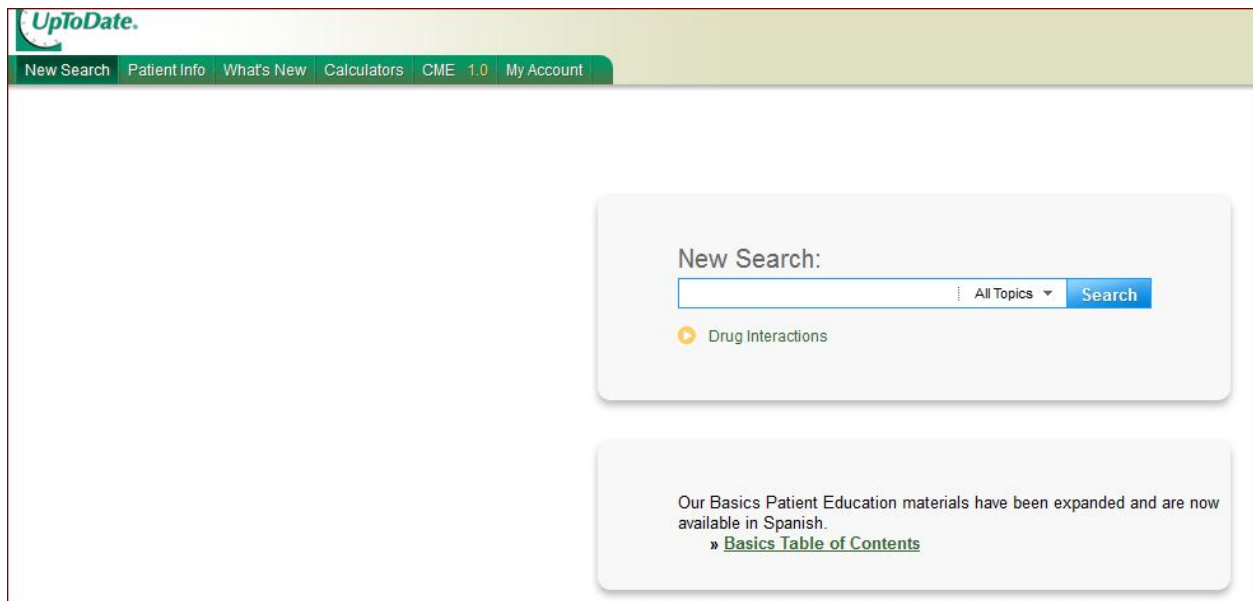 UpToDate.
New Search Patient Info What's New Calculators CME 1.0 My Account
New Search:
All Topics Search
Drug Interactions
Our Basics Patient Education materials have been expanded and are now
available in Spanish.
» Basics Table of Contents